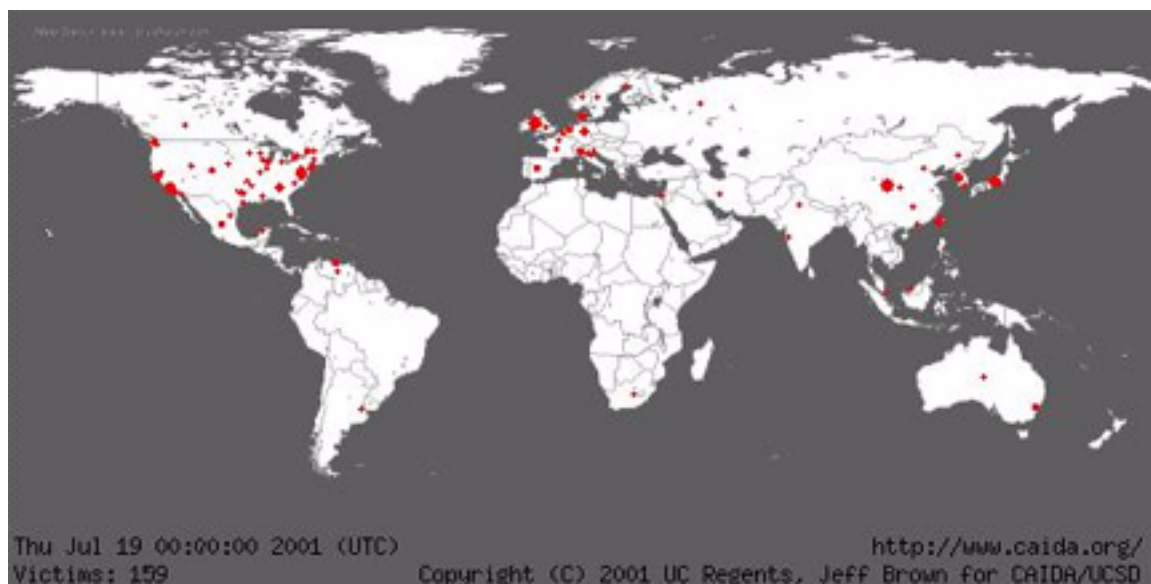 Thu Jul 19 00:00:00 2001 (UTC)
http://www.caida.org/
Victims: 159
Copyright (C) 2001 UC Regents, Jeff Brown for CAIDA/UCSD